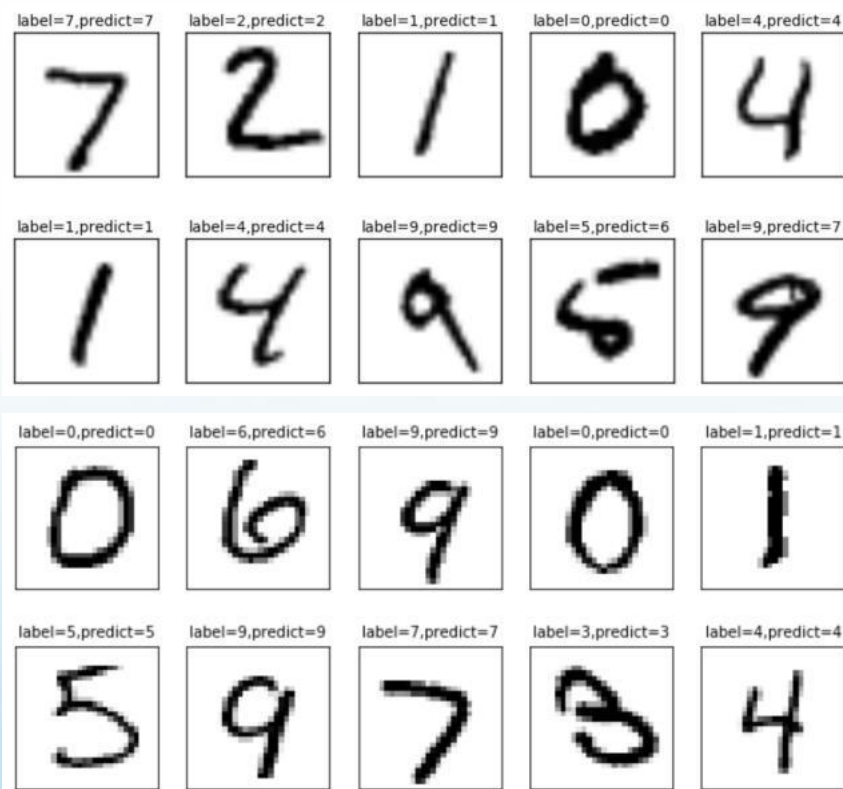 label=7,predict=7 label=2,predict=2 label=1,predict=1 label=0,predict=0 label=4,predict=4
7 2 1 0 4
label=1,predict=1 label=4,predict=4 label=9,predict=9 label=5,predict=6 label=9,predict=7
1 4 9 5 9
label=0,predict=0 label=6,predict=6 label=9,predict=9 label=0,predict=0 label=1,predict=1
0 6 9 0 1
label=5,predict=5 label=9,predict=9 label=7,predict=7 label=3,predict=3 label=4,predict=4
5 9 7 3 4